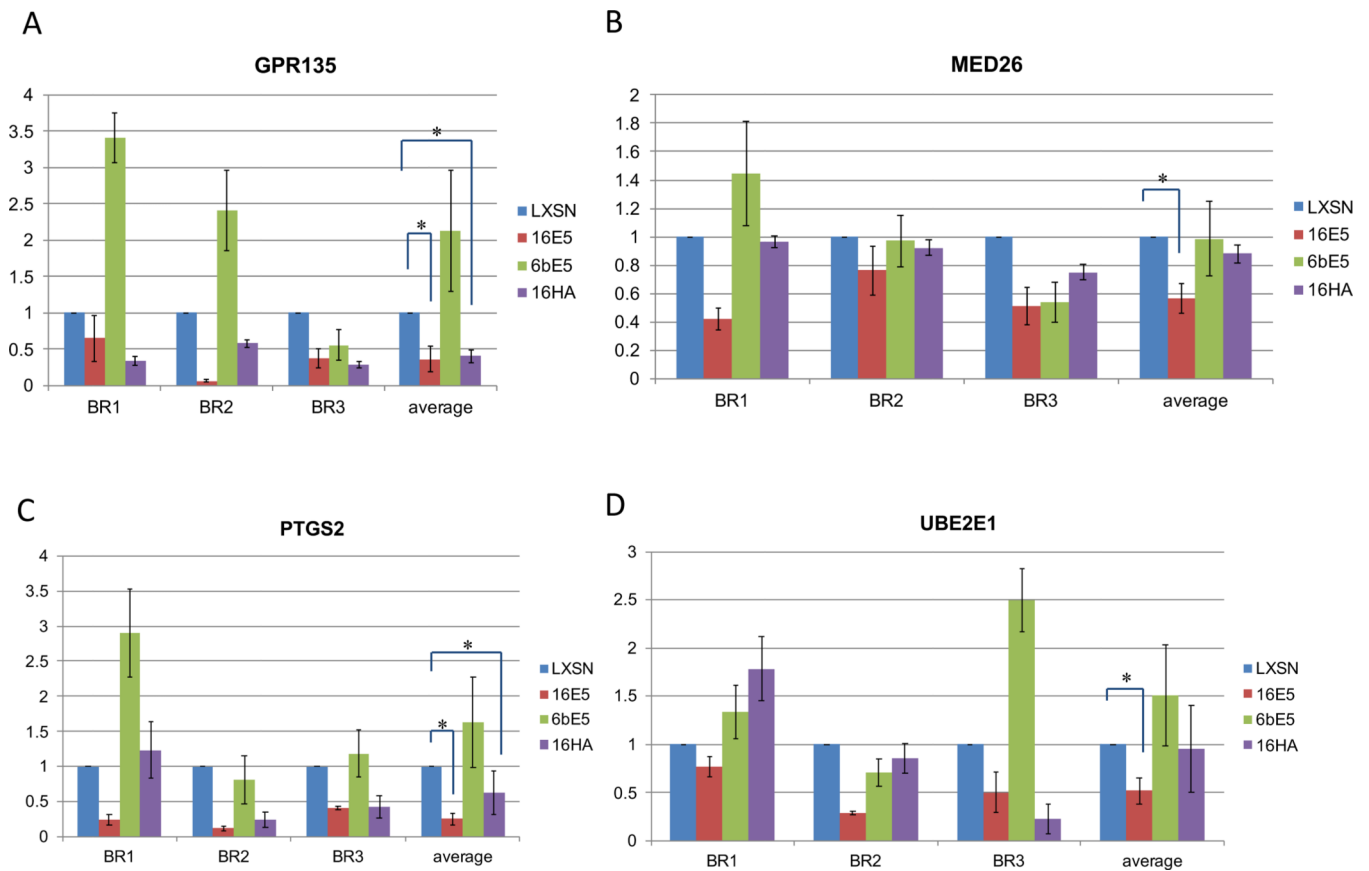 A
GPR135
4
3.5
3
2.5
2
1.5
1
0.5
0
*
*
BR1 BR2 BR3 average
LXSN
16E5
6bE5
16HA
B
MED26
2
1.8
1.6
1.4
1.2
1
0.8
0.6
0.4
0.2
0
*
BR1 BR2 BR3 average
LXSN
16E5
6bE5
16HA
C
PTGS2
4
3.5
3
2.5
2
1.5
1
0.5
0
*
*
BR1 BR2 BR3 average
LXSN
16E5
6bE5
16HA
D
UBE2E1
3
2.5
2
1.5
1
0.5
0
*
BR1 BR2 BR3 average
LXSN
16E5
6bE5
16HA